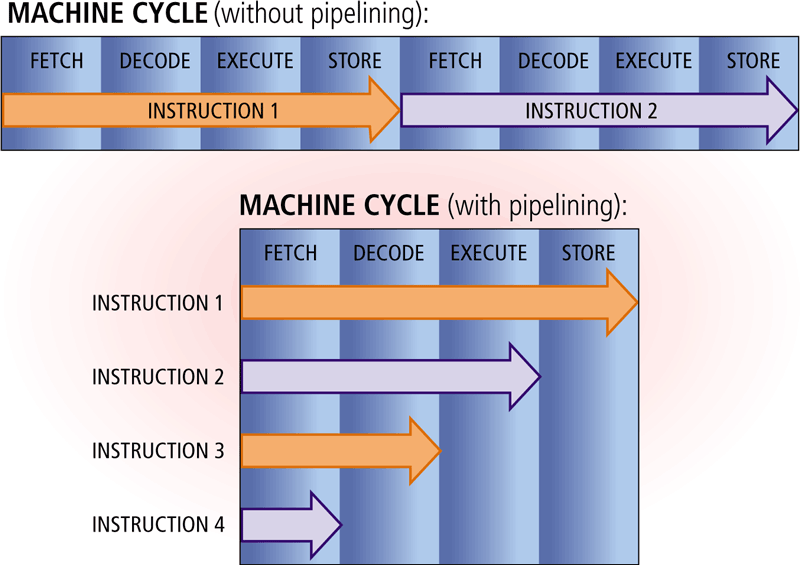 MACHINE CYCLE (without pipelining):
FETCH DECODE EXECUTE STORE FETCH DECODE EXECUTE STORE
INSTRUCTION 1 INSTRUCTION 2
MACHINE CYCLE (with pipelining):
FETCH DECODE EXECUTE STORE
INSTRUCTION 1
INSTRUCTION 2
INSTRUCTION 3
INSTRUCTION 4